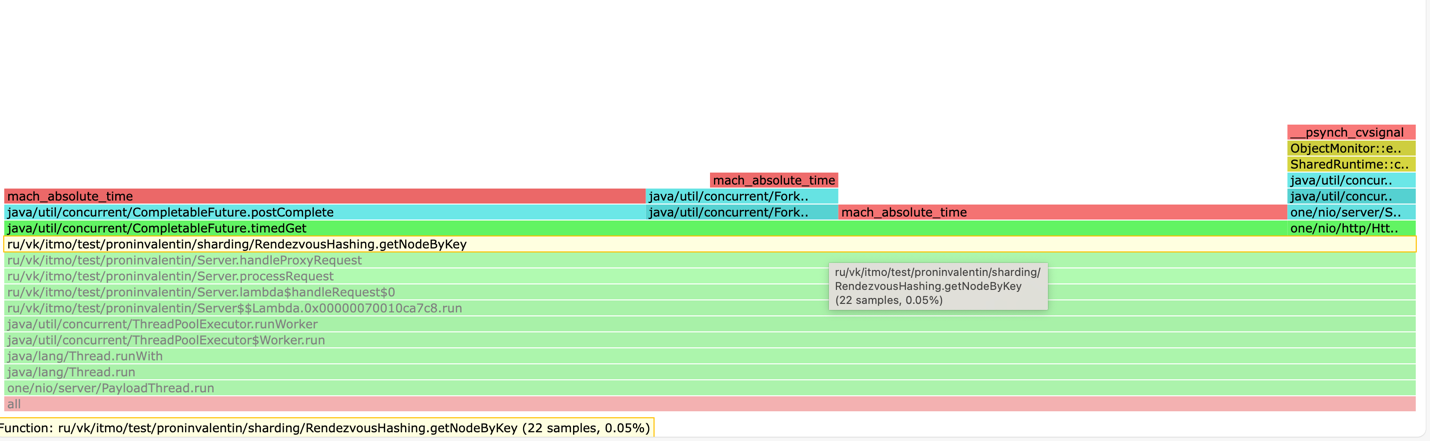 __psynch_cvsignal
ObjectMonitor::e..
SharedRuntime::c..
mach_absolute_time java/util/concur..
mach_absolute_time java/util/concurrent/Fork.. java/util/concur..
java/util/concurrent/CompletableFuture.postComplete java/util/concurrent/Fork.. mach_absolute_time one/nio/server/S..
java/util/concurrent/CompletableFuture.timedGet one/nio/http/Htt..
ru/vk/itmo/test/proninvalentin/sharding/RendezvousHashing.getNodeByKey
ru/vk/itmo/test/proninvalentin/Server.handleProxyRequest
ru/vk/itmo/test/proninvalentin/Server.processRequest
ru/vk/itmo/test/proninvalentin/Server.lambda$handleRequest$0
ru/vk/itmo/test/proninvalentin/Server$$Lambda.0x00000070010ca7c8.run
java/util/concurrent/ThreadPoolExecutor.runWorker
java/util/concurrent/ThreadPoolExecutor$Worker.run
java/lang/Thread.runWith
java/lang/Thread.run
one/nio/server/PayloadThread.run
all
ru/vk/itmo/test/proninvalentin/sharding/
RendezvousHashing.getNodeByKey
(22 samples, 0.05%)
Function: ru/vk/itmo/test/proninvalentin/sharding/RendezvousHashing.getNodeByKey (22 samples, 0.05%)